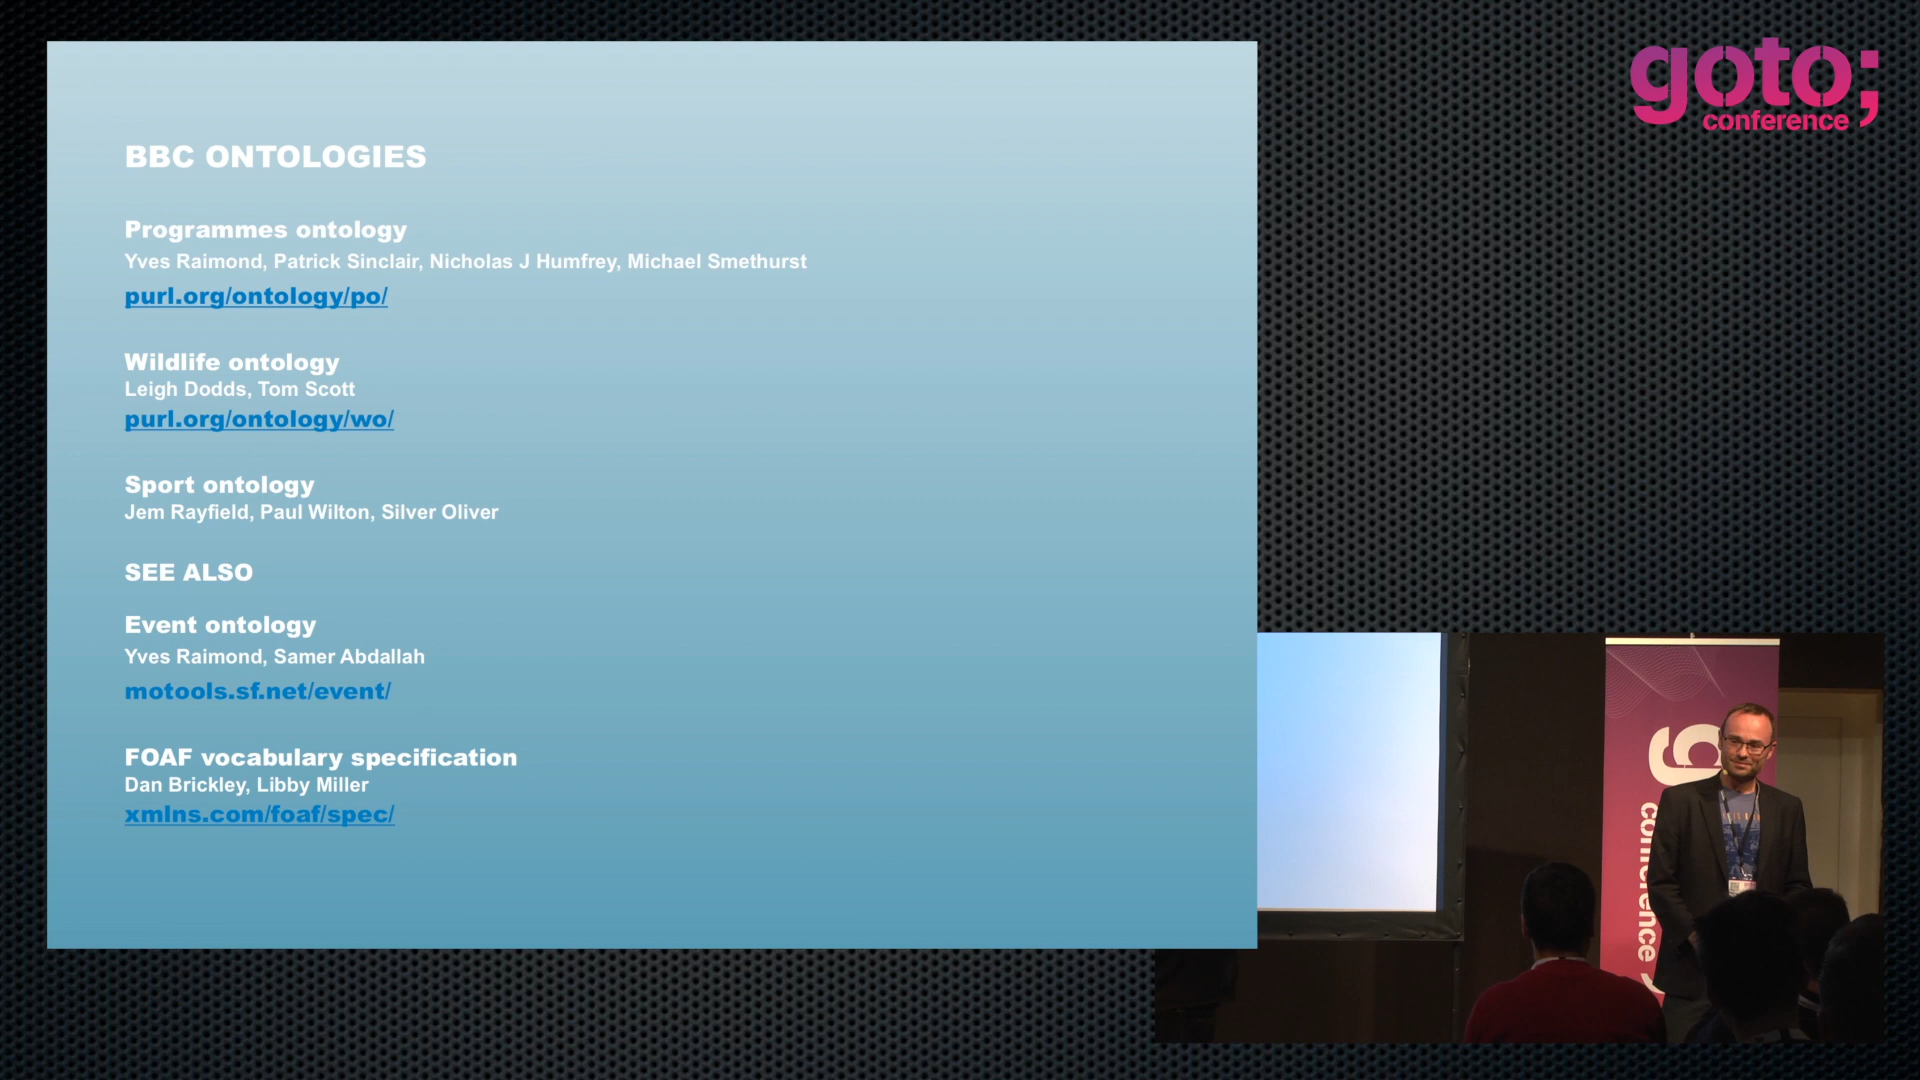 goto;
conference
BBC ONTOLOGIES
Programmes ontology
Yves Raimond, Patrick Sinclair, Nicholas J Humfrey, Michael Smethurst
purl.org/ontology/po/
Wildlife ontology
Leigh Dodds, Tom Scott
purl.org/ontology/wo/
Sport ontology
Jem Rayfield, Paul Wilton, Silver Oliver
SEE ALSO
Event ontology
Yves Raimond, Samer Abdallah
motools.sf.net/event/
FOAF vocabulary specification
Dan Brickley, Libby Miller
xmlns.com/foaf/spec/
conference